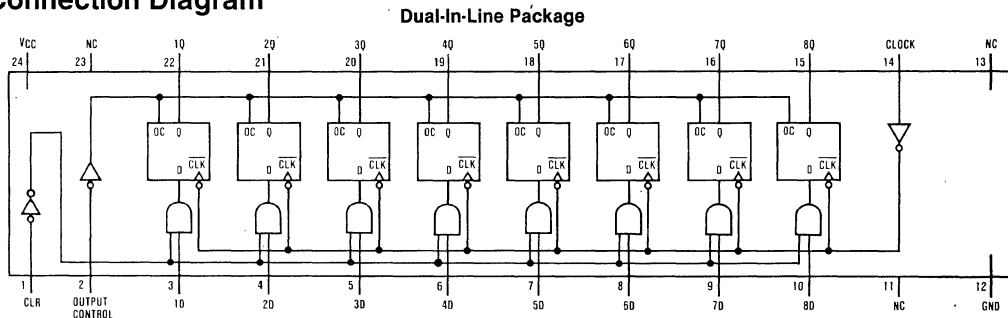 Connection Diagram
Dual-In-Line Package
VCC NC 1Q 2Q 3Q 4Q 5Q 6Q 7Q 8Q CLOCK NC
24 23 22 21 20 19 18 17 16 15 14 13
OC Q OC Q OC Q OC Q OC Q OC Q OC Q OC Q
D CLK D CLK D CLK D CLK D CLK D CLK D CLK D CLK
1 2 3 4 5 6 7 8 9 10 11 12
CLR OUTPUT CONTROL 1D 2D 3D 4D 5D 6D 7D 8D NC GND